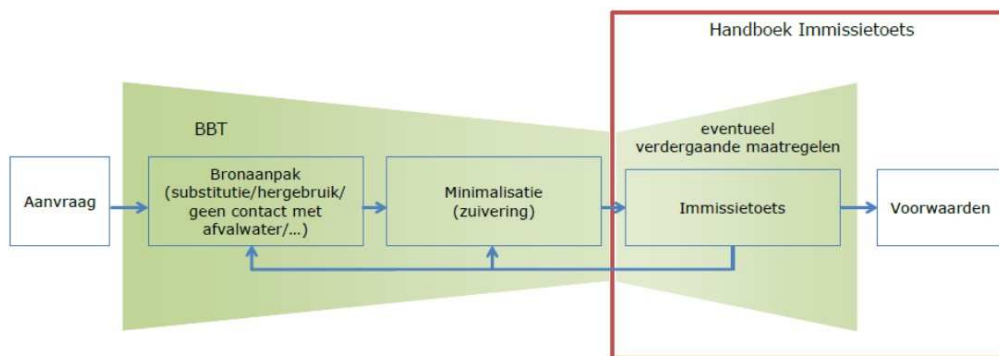 Handboek Immissietoets
BBT
eventueel
verdergaande maatregelen
Aanvraag
Bronaanpak
(substitutie/hergebruik/
geen contact met
afvalwater/...)
Minimalisatie
(zuivering)
Immissietoets
Voorwaarden